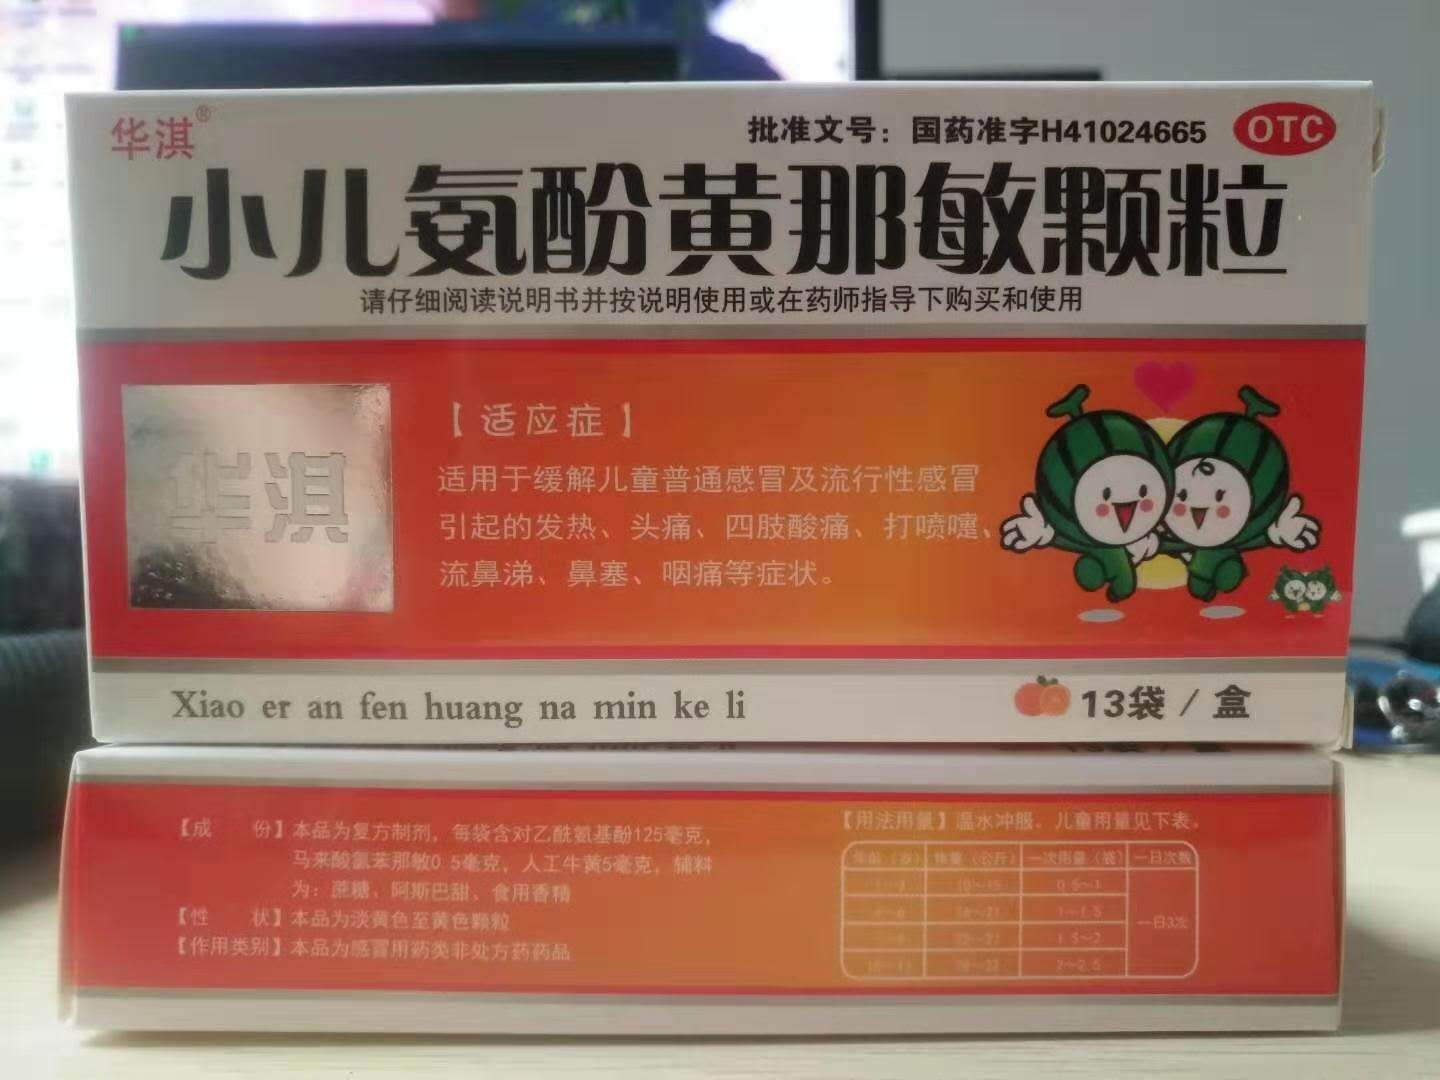 华淇®
批准文号：国药准字H41024665 OTC
小儿氨酚黄那敏颗粒
请仔细阅读说明书并按说明使用或在药师指导下购买和使用
华淇
【适应症】
适用于缓解儿童普通感冒及流行性感冒
引起的发热、头痛、四肢酸痛、打喷嚏、
流鼻涕、鼻塞、咽痛等症状。
Xiao er an fen huang na min ke li
13袋/盒
【成 份】本品为复方制剂，每袋含对乙酰氨基酚125毫克，
马来酸氯苯那敏0 5毫克，人工牛黄5毫克，辅料
为：蔗糖、阿斯巴甜、食用香精
【性 状】本品为淡黄色至黄色颗粒
【作用类别】本品为感冒用药类非处方药药品
【用法用量】温水冲服。儿童用量见下表。
年龄（岁） 体重（公斤） 一次用量（袋） 一日次数
10～15 0.5～1
1～1.5
一日3次
1.5～2
2～2.5